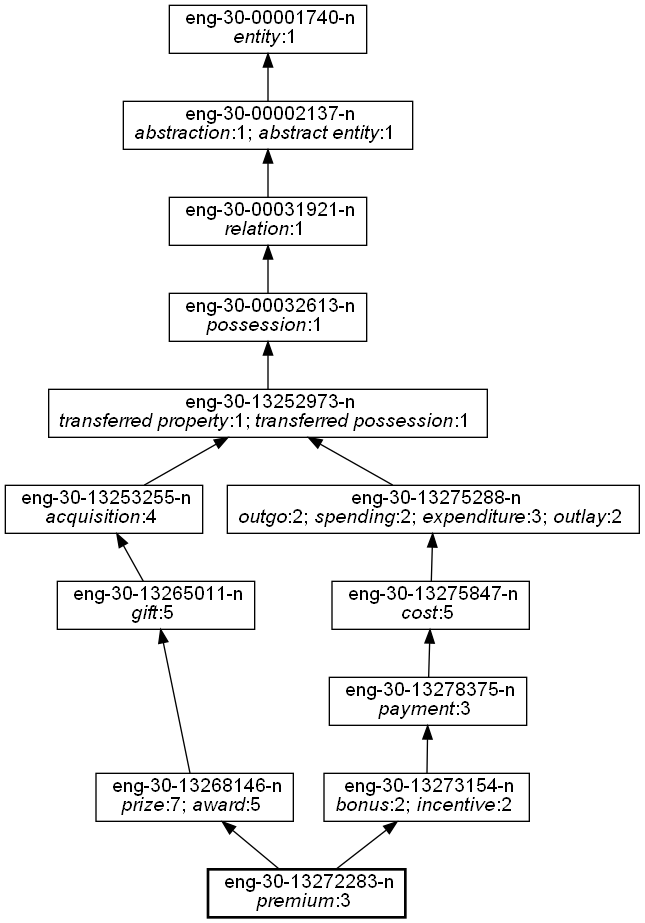 eng-30-00001740-n
entity:1
eng-30-00002137-n
abstraction:1; abstract entity:1
eng-30-00031921-n
relation:1
eng-30-00032613-n
possession:1
eng-30-13252973-n
transferred property:1; transferred possession:1
eng-30-13253255-n
acquisition:4
eng-30-13275288-n
outgo:2; spending:2; expenditure:3; outlay:2
eng-30-13265011-n
gift:5
eng-30-13275847-n
cost:5
eng-30-13278375-n
payment:3
eng-30-13268146-n
prize:7; award:5
eng-30-13273154-n
bonus:2; incentive:2
eng-30-13272283-n
premium:3